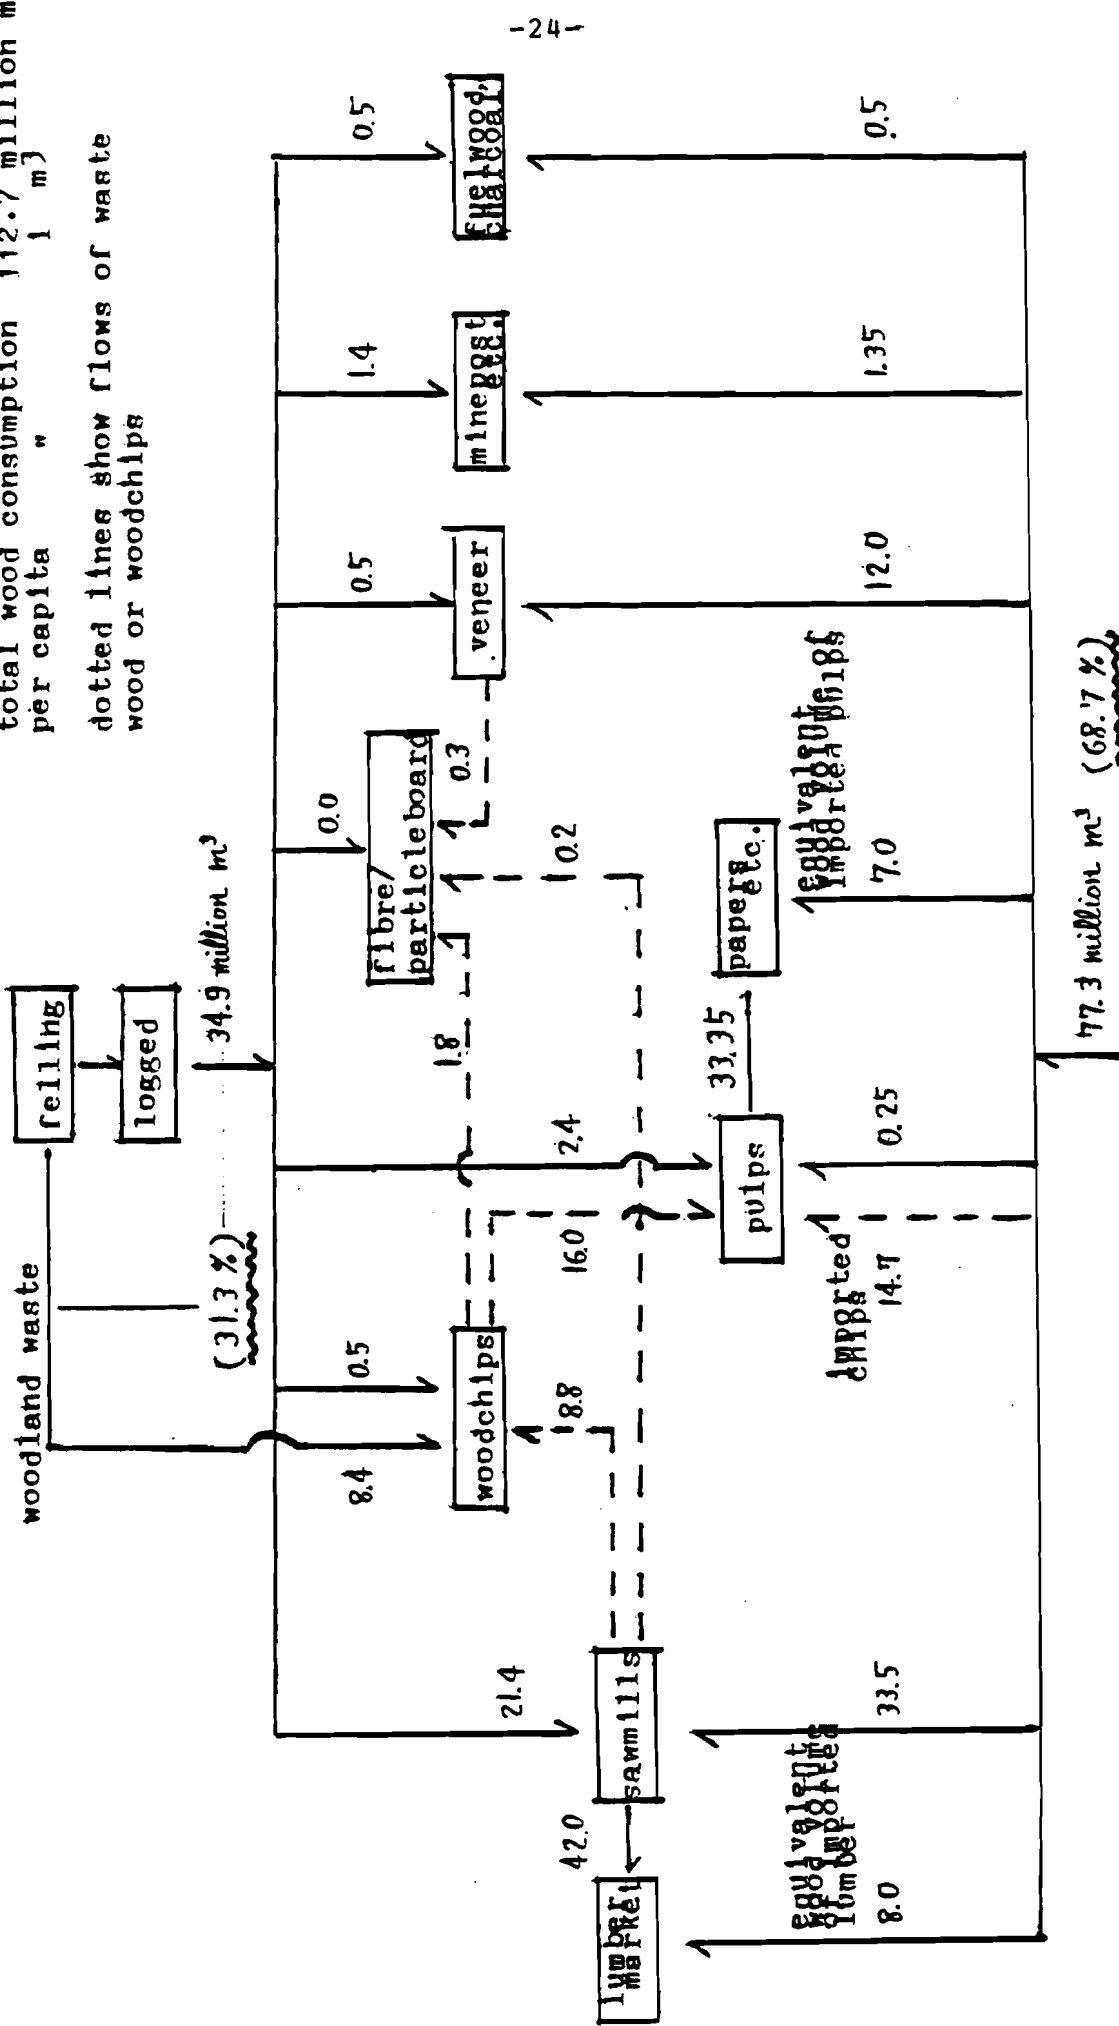 -24-
total wood consumption 112.7 million m
per capita " 1 m3
dotted lines show flows of waste
wood or woodchips
woodland waste
felling
logged
(31.3 %)
34.9 million m³
21.4
8.4
0.5
2.4
0.0
0.5
1.4
0.5
fibre/
particleboard
1.8
0.3
0.2
woodchips
veneer
minepost
etc.
fuelwood,
charcoal
8.8
16.0
lumber
market
42.0
sawmills
pulps
33.35
papers
etc.
equivalent
wood volume
of imported
lumber
8.0
33.5
imported
chips
14.7
0.25
equivalent
wood volume of
imported pulps
7.0
12.0
1.35
0.5
77.3 million m³ (68.7 %)